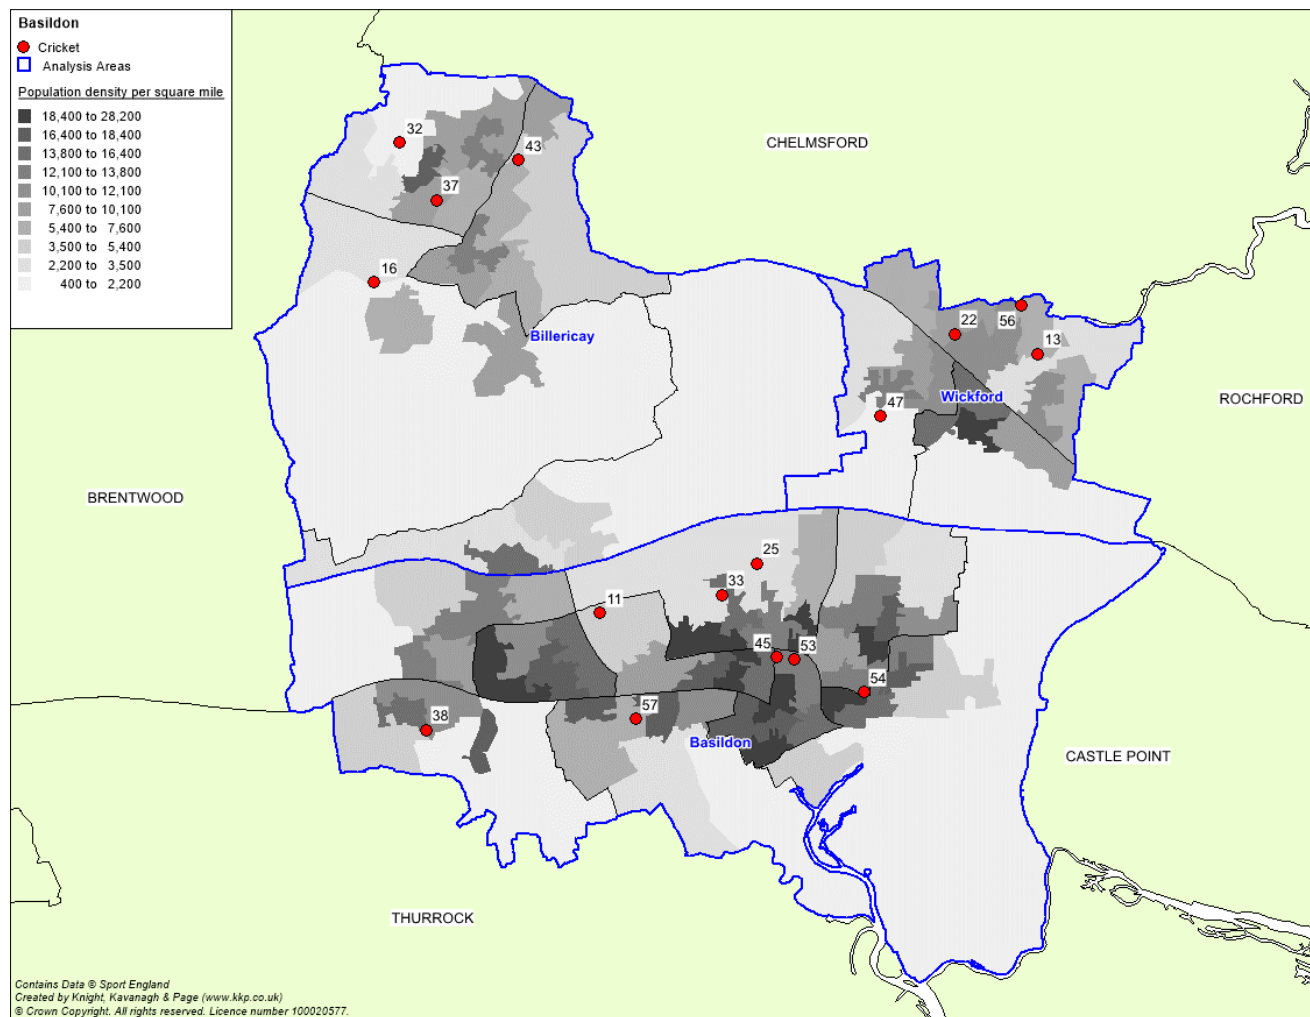 Basildon
Cricket
Analysis Areas
Population density per square mile
18,400 to 28,200
16,400 to 18,400
13,800 to 16,400
12,100 to 13,800
10,100 to 12,100
7,600 to 10,100
5,400 to 7,600
3,500 to 5,400
2,200 to 3,500
400 to 2,200
32
43
CHELMSFORD
37
16
22
56
13
Billericay
Wickford
ROCHFORD
47
BRENTWOOD
25
33
11
45
53
54
57
38
Basildon
CASTLE POINT
THURROCK
Contains Data © Sport England
Created by Knight, Kavanagh & Page (www.kkp.co.uk)
© Crown Copyright. All rights reserved. Licence number 100020577.